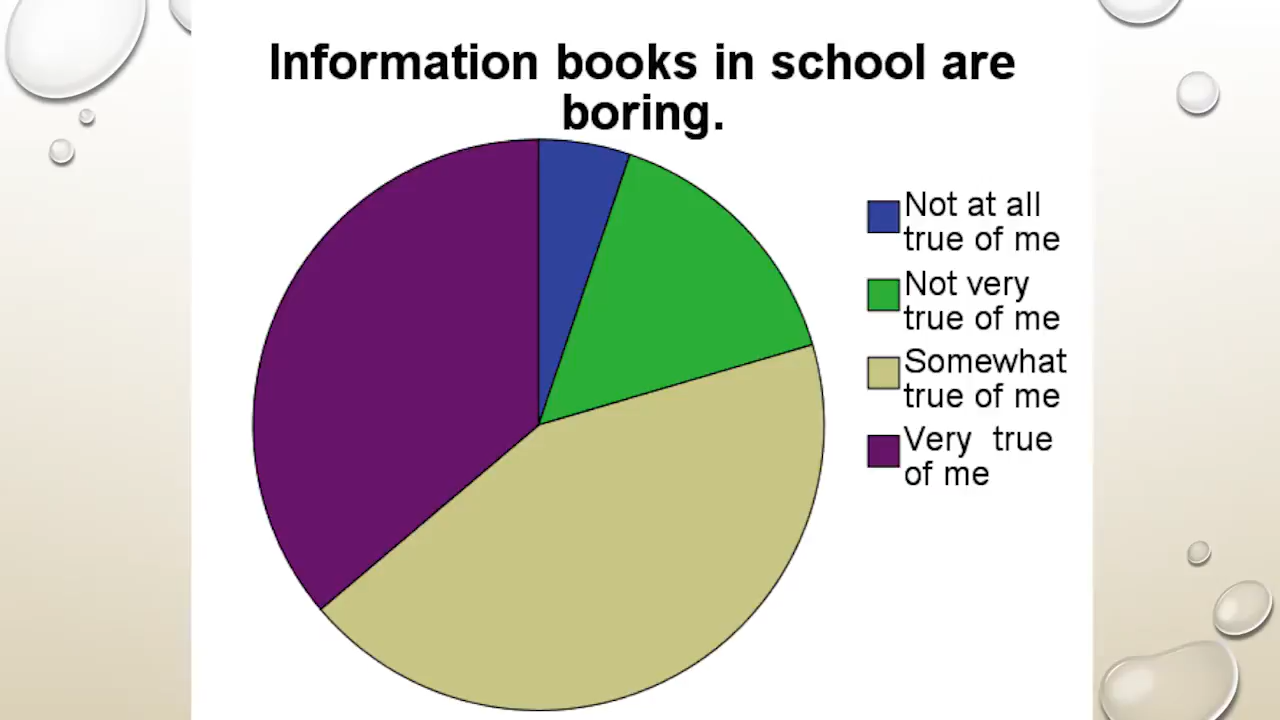 Information books in school are
boring.
Not at all
true of me
Not very
true of me
Somewhat
true of me
Very  true
of me